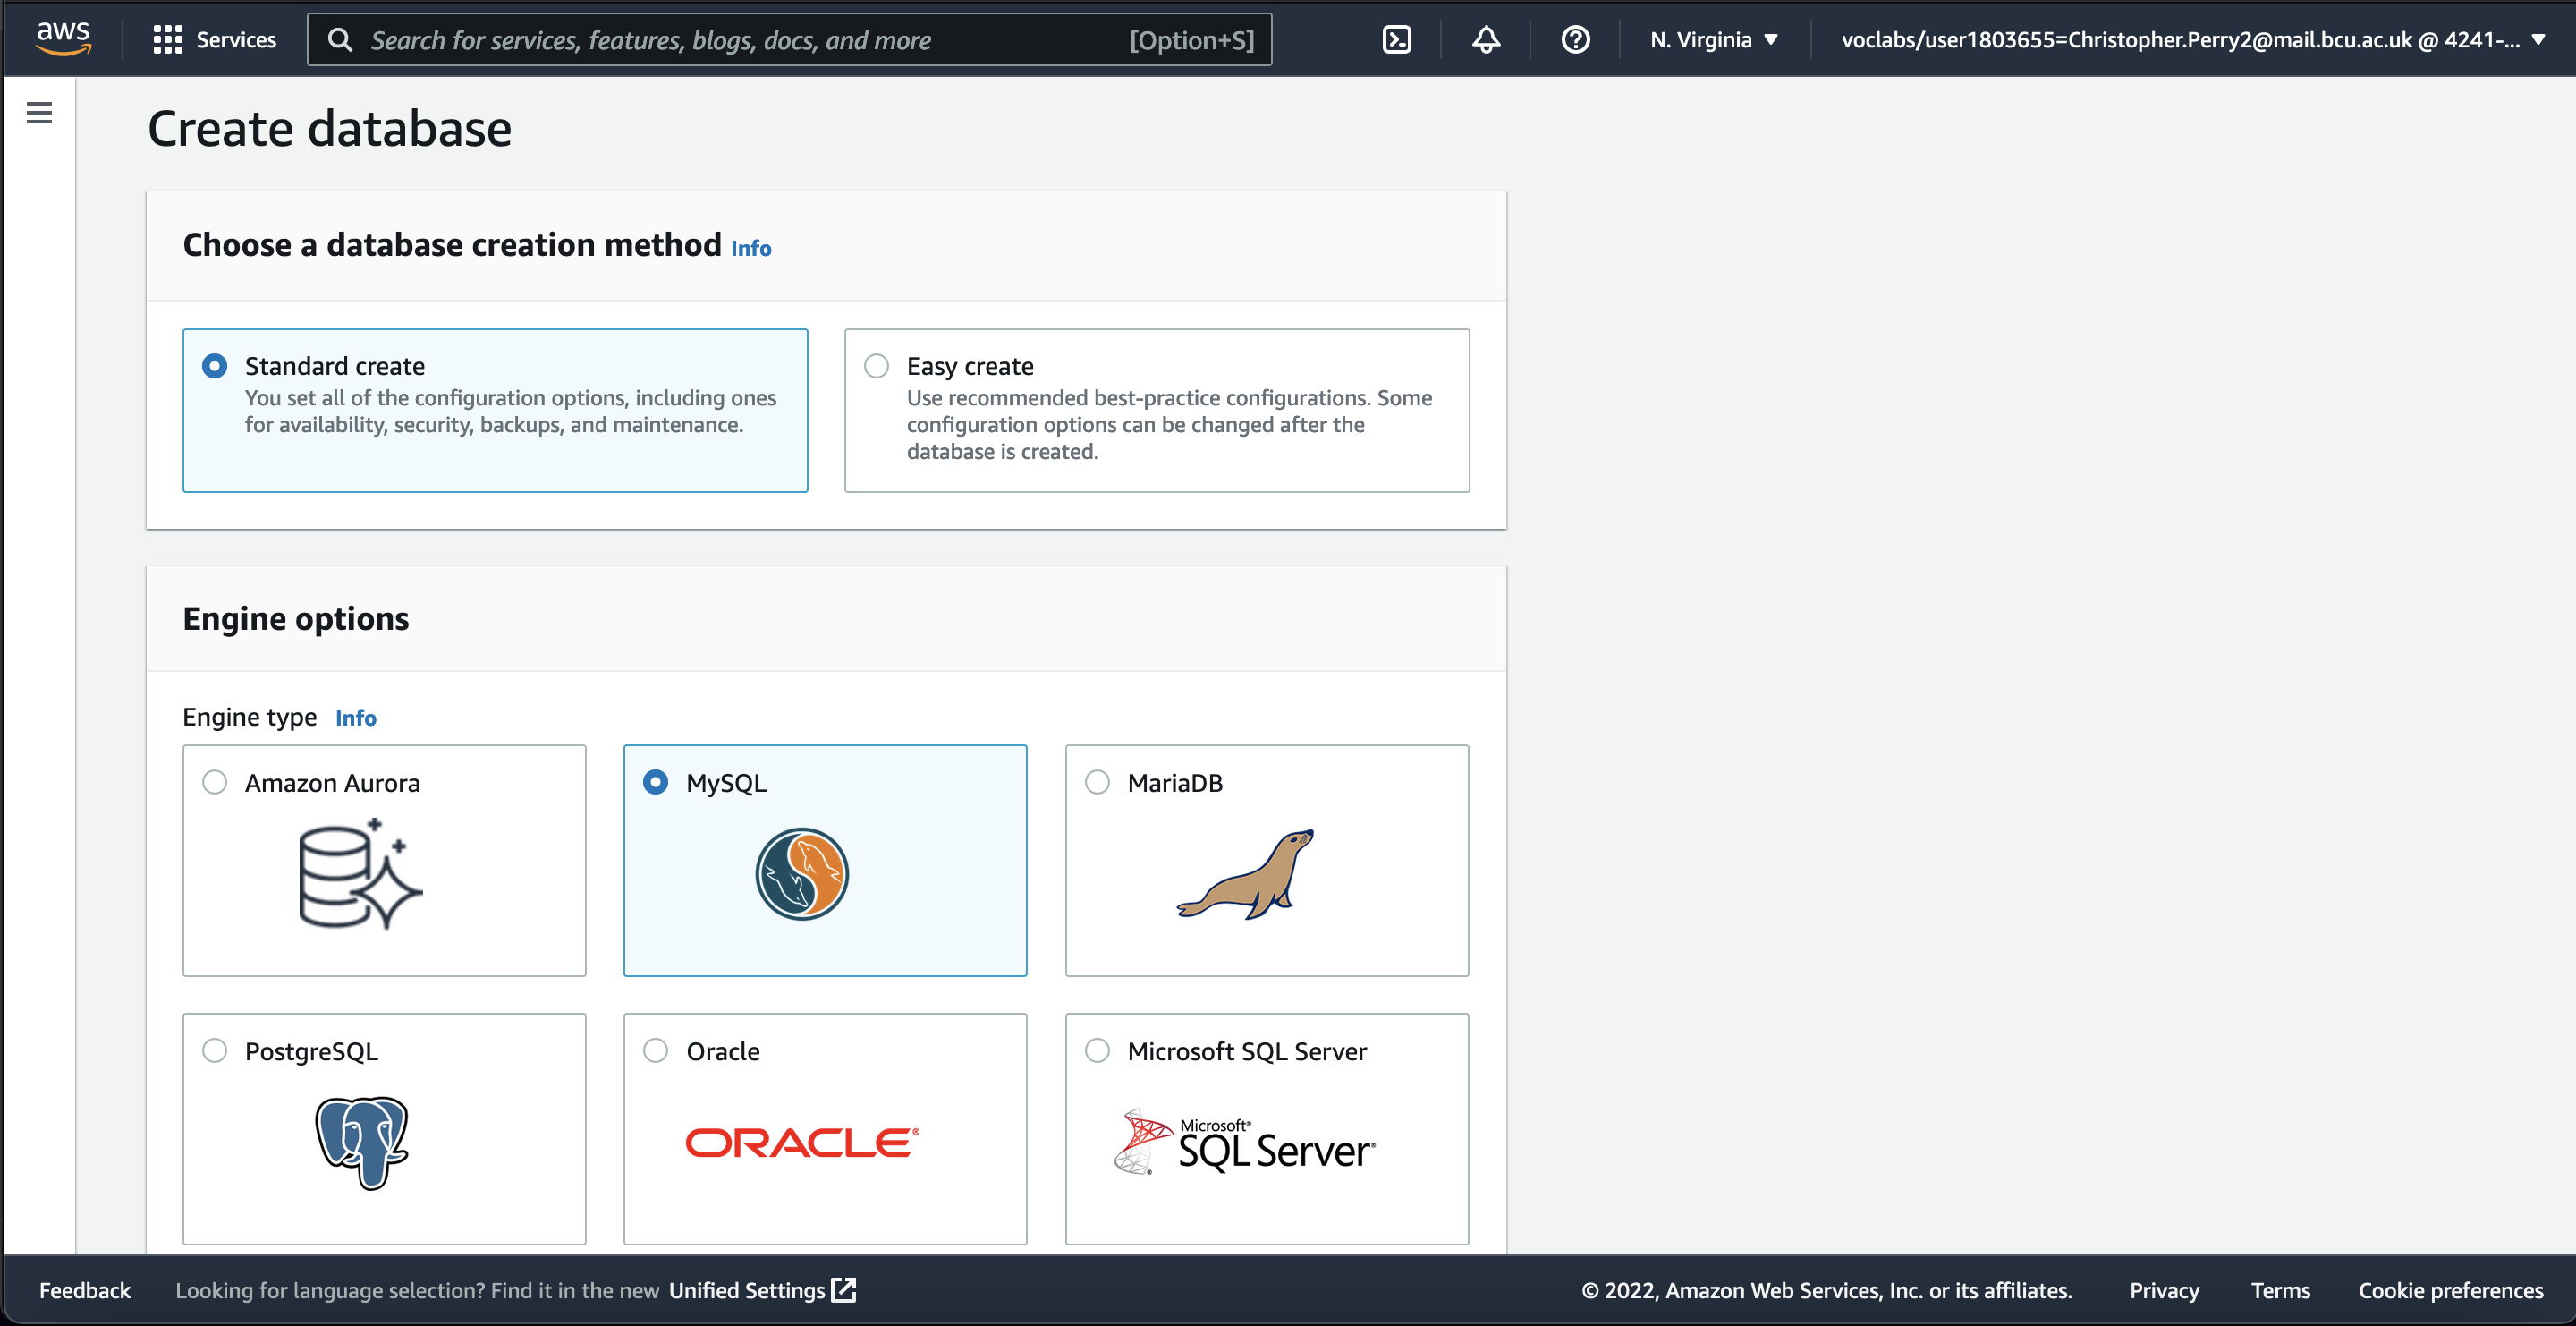 aws
Services
Search for services, features, blogs, docs, and more
[Option+S]
N. Virginia
voclabs/user1803655=Christopher.Perry2@mail.bcu.ac.uk @ 4241-...
Create database
Choose a database creation method Info
Standard create
You set all of the configuration options, including ones
for availability, security, backups, and maintenance.
Easy create
Use recommended best-practice configurations. Some
configuration options can be changed after the
database is created.
Engine options
Engine type Info
Amazon Aurora
MySQL
MariaDB
PostgreSQL
Oracle
ORACLE
Microsoft SQL Server
Microsoft®
SQL Server®
Feedback
Looking for language selection? Find it in the new Unified Settings
© 2022, Amazon Web Services, Inc. or its affiliates.
Privacy
Terms
Cookie preferences